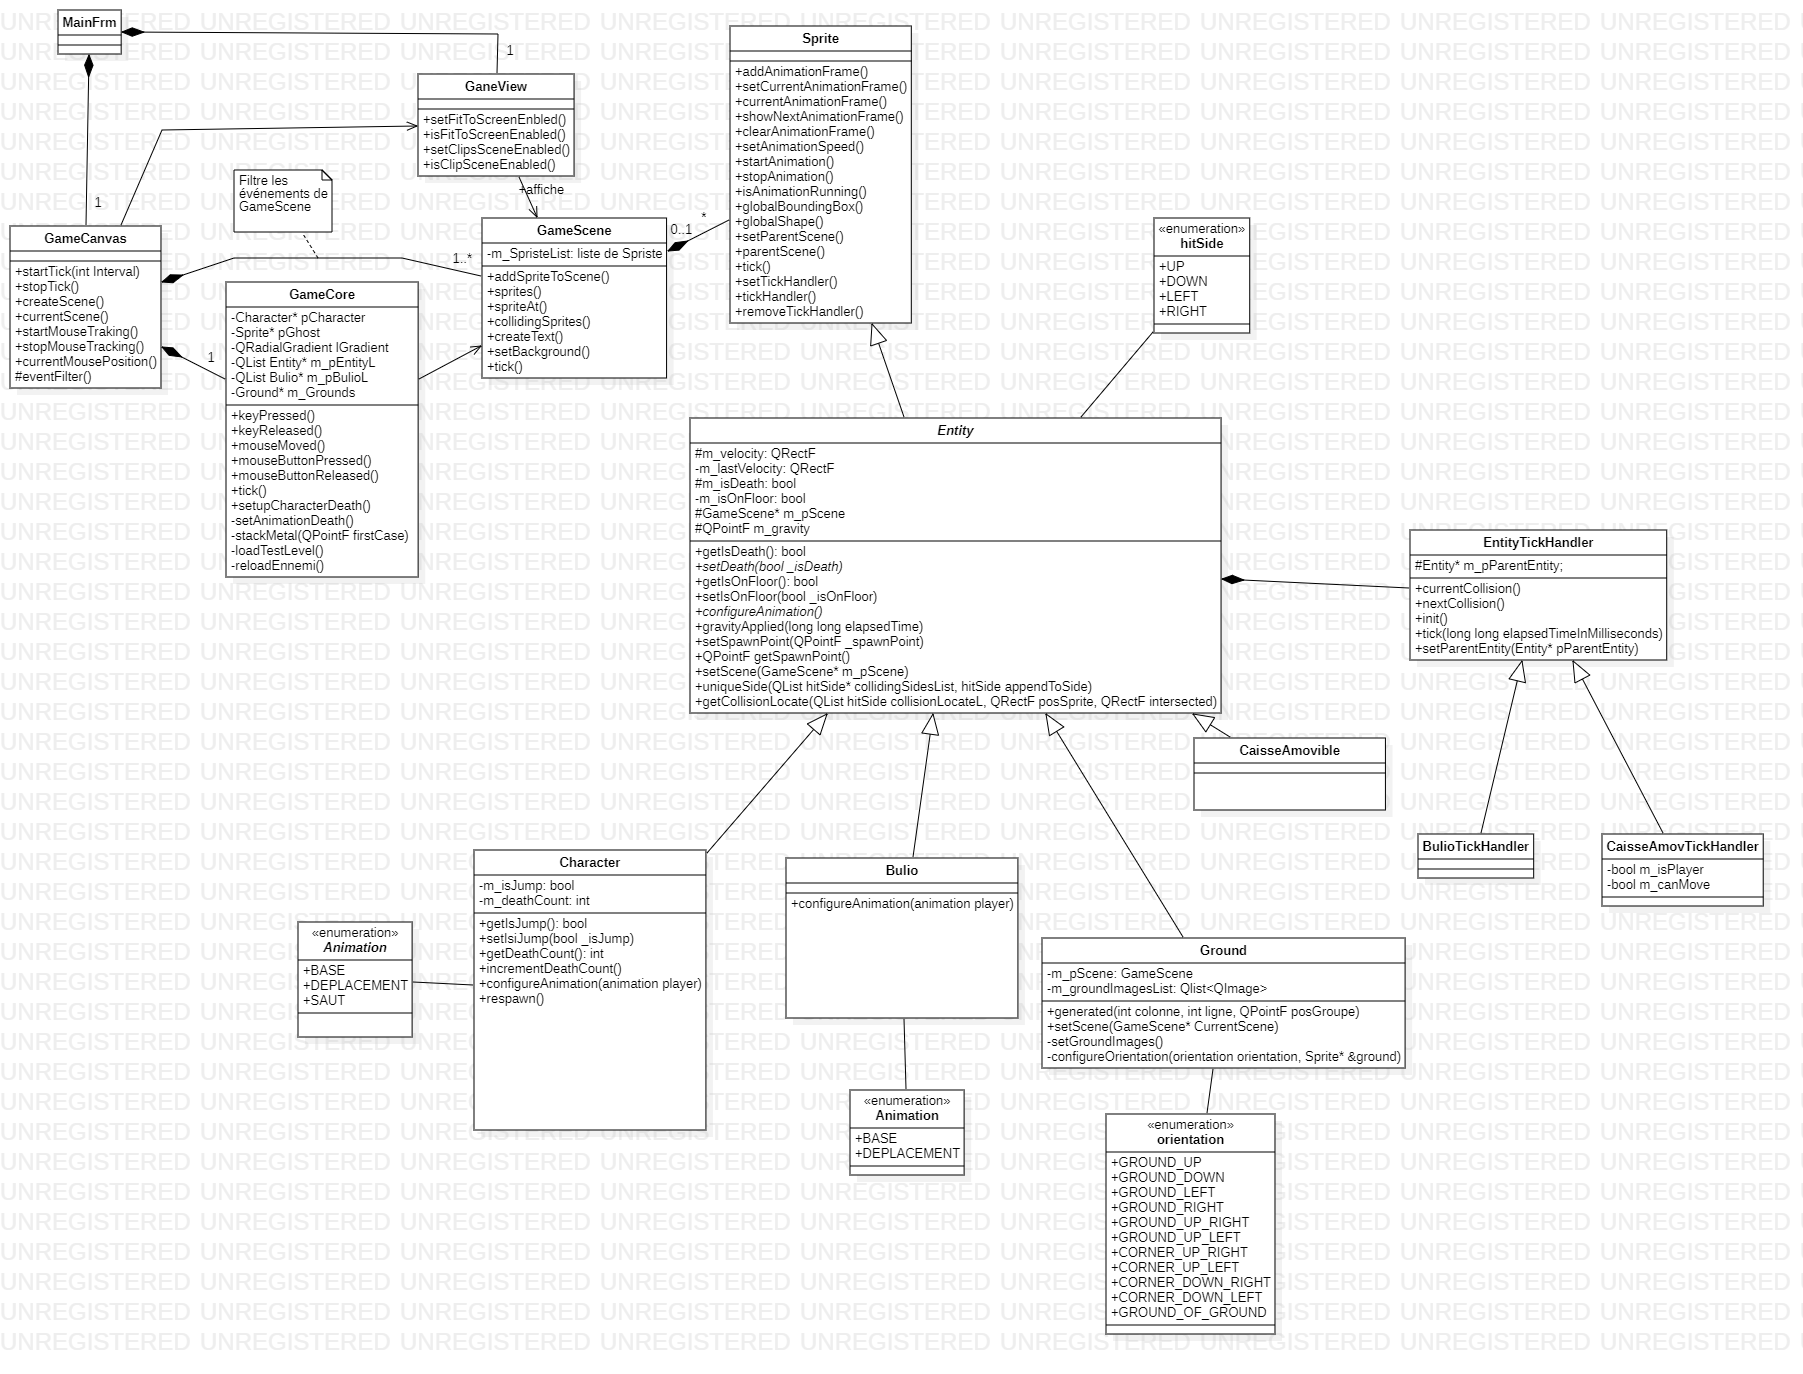 MainFrm
1
1
GaneView
+setFitToScreenEnbled()
+isFitToScreenEnabled()
+setClipsSceneEnabled()
+isClipSceneEnabled()
+affiche
Filtre les
événements de
GameScene
GameCanvas
+startTick(int Interval)
+stopTick()
+createScene()
+currentScene()
+startMouseTraking()
+stopMouseTracking()
+currentMousePosition()
#eventFilter()
1..*
1
GameCore
-Character* pCharacter
-Sprite* pGhost
-QRadialGradient lGradient
-QList Entity* m_pEntityL
-QList Bulio* m_pBulioL
-Ground* m_Grounds
+keyPressed()
+keyReleased()
+mouseMoved()
+mouseButtonPressed()
+mouseButtonReleased()
+tick()
+setupCharacterDeath()
-setAnimationDeath()
-stackMetal(QPointF firstCase)
-loadTestLevel()
-reloadEnnemi()
GameScene
-m_SpristeList: liste de Spriste
+addSpriteToScene()
+sprites()
+spriteAt()
+collidingSprites()
+createText()
+setBackground()
+tick()
0..1
*
Sprite
+addAnimationFrame()
+setCurrentAnimationFrame()
+currentAnimationFrame()
+showNextAnimationFrame()
+clearAnimationFrame()
+setAnimationSpeed()
+startAnimation()
+stopAnimation()
+isAnimationRunning()
+globalBoundingBox()
+globalShape()
+setParentScene()
+parentScene()
+tick()
+setTickHandler()
+tickHandler()
+removeTickHandler()
«enumeration»
hitSide
+UP
+DOWN
+LEFT
+RIGHT
Entity
#m_velocity: QRectF
-m_lastVelocity: QRectF
#m_isDeath: bool
-m_isOnFloor: bool
#GameScene* m_pScene
#QPointF m_gravity
+getIsDeath(): bool
+setDeath(bool _isDeath)
+getIsOnFloor(): bool
+setIsOnFloor(bool _isOnFloor)
+configureAnimation()
+gravityApplied(long long elapsedTime)
+setSpawnPoint(QPointF _spawnPoint)
+QPointF getSpawnPoint()
+setScene(GameScene* m_pScene)
+uniqueSide(QList hitSide* collidingSidesList, hitSide appendToSide)
+getCollisionLocate(QList hitSide collisionLocateL, QRectF posSprite, QRectF intersected)
EntityTickHandler
#Entity* m_pParentEntity;
+currentCollision()
+nextCollision()
+init()
+tick(long long elapsedTimeInMilliseconds)
+setParentEntity(Entity* pParentEntity)
CaisseAmovible
BulioTickHandler
CaisseAmovTickHandler
-bool m_isPlayer
-bool m_canMove
Character
-m_isJump: bool
-m_deathCount: int
+getIsJump(): bool
+setIsiJump(bool _isJump)
+getDeathCount(): int
+incrementDeathCount()
+configureAnimation(animation player)
+respawn()
«enumeration»
Animation
+BASE
+DEPLACEMENT
+SAUT
Bulio
+configureAnimation(animation player)
«enumeration»
Animation
+BASE
+DEPLACEMENT
Ground
-m_pScene: GameScene
-m_groundImagesList: Qlist<QImage>
+generated(int colonne, int ligne, QPointF posGroupe)
+setScene(GameScene* CurrentScene)
-setGroundImages()
-configureOrientation(orientation orientation, Sprite* &ground)
«enumeration»
orientation
+GROUND_UP
+GROUND_DOWN
+GROUND_LEFT
+GROUND_RIGHT
+GROUND_UP_RIGHT
+GROUND_UP_LEFT
+CORNER_UP_RIGHT
+CORNER_UP_LEFT
+CORNER_DOWN_RIGHT
+CORNER_DOWN_LEFT
+GROUND_OF_GROUND
UNREGISTERED